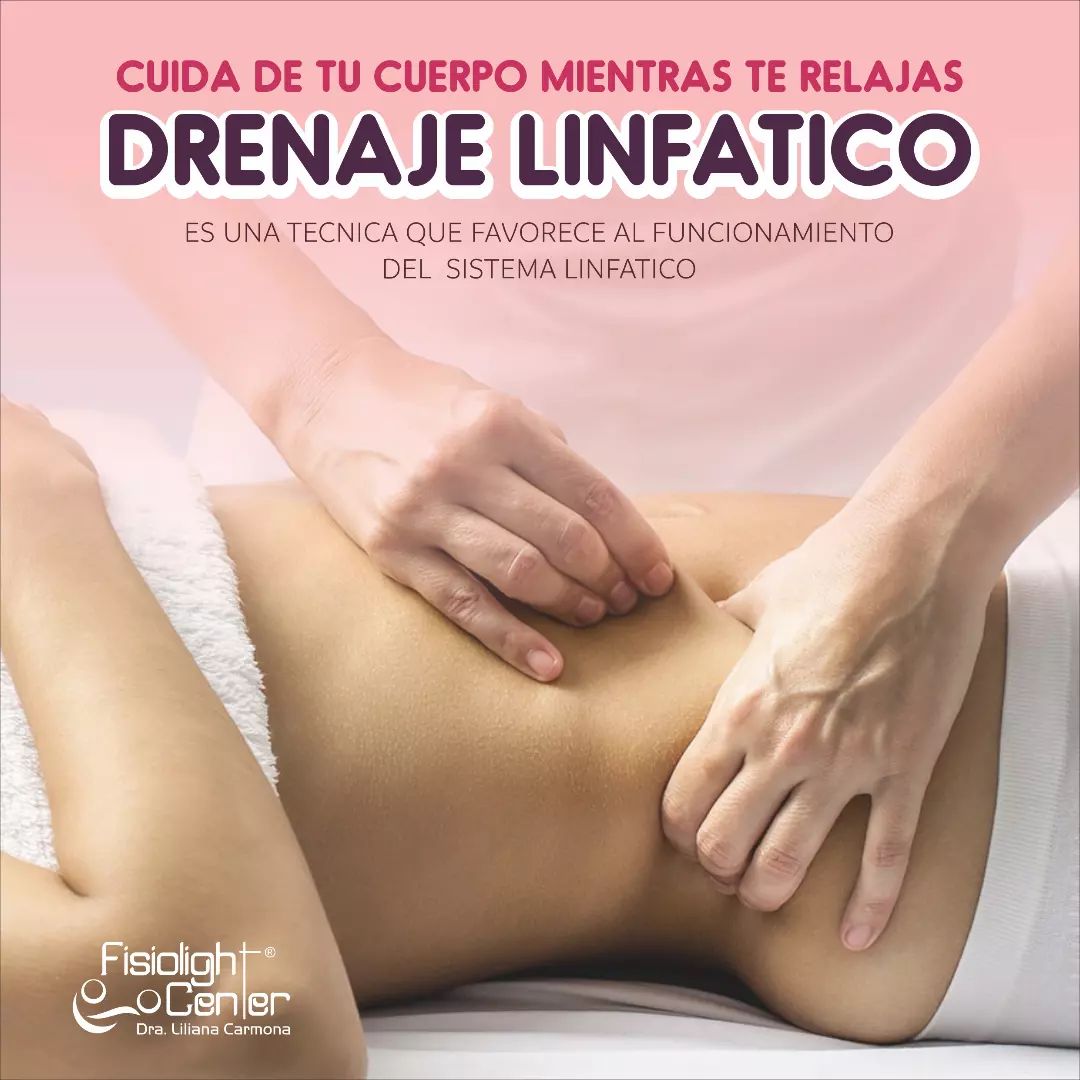 CUIDA DE TU CUERPO MIENTRAS TE RELAJAS
DRENAJE LINFATICO
ES UNA TECNICA QUE FAVORECE AL FUNCIONAMIENTO
DEL SISTEMA LINFATICO
Fisiolight®
Center
Dra. Liliana Carmona